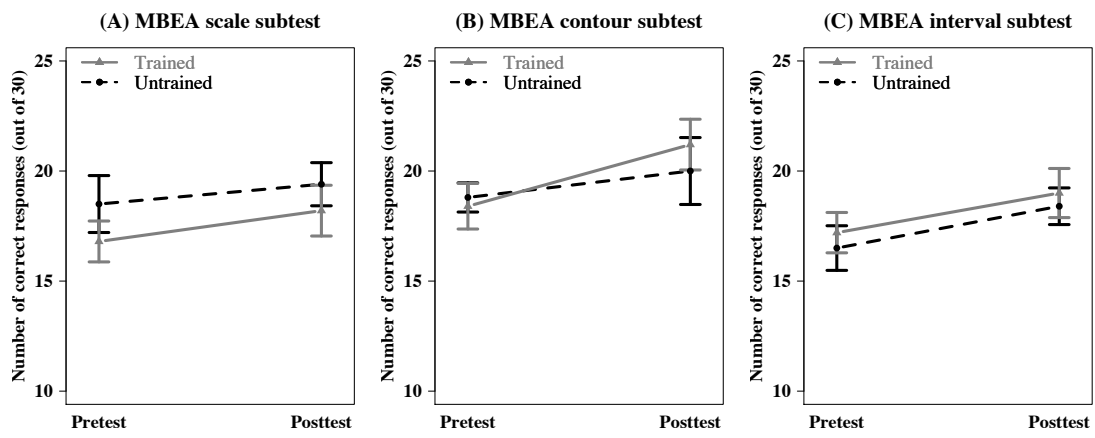 (A) MBEA scale subtest
Number of correct responses (out of 30)
25
20
15
10
Trained
Untrained
Pretest
Posttest
(B) MBEA contour subtest
Number of correct responses (out of 30)
25
20
15
10
Trained
Untrained
Pretest
Posttest
(C) MBEA interval subtest
Number of correct responses (out of 30)
25
20
15
10
Trained
Untrained
Pretest
Posttest